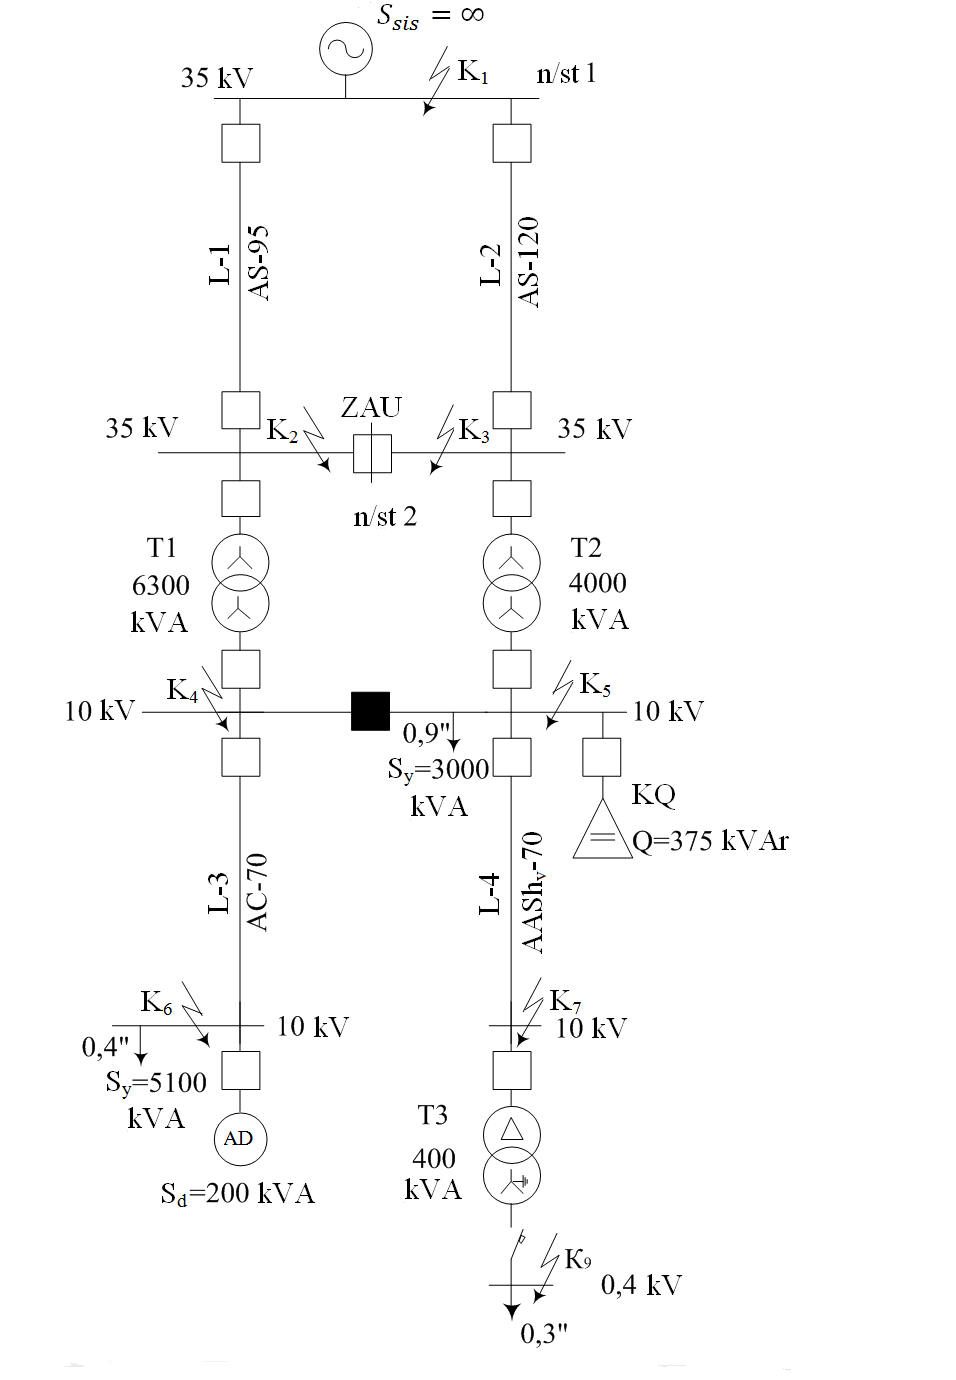 S_sis = ∞
35 kV
K₁
n/st 1
L-1
AS-95
L-2
AS-120
ZAU
35 kV
K₂
K₃
35 kV
n/st 2
T1
6300
kVA
T2
4000
kVA
K₄
K₅
10 kV
10 kV
0,9"
Sy=3000
kVA
KQ
Q=375 kVAr
L-3
AC-70
L-4
AAShv-70
K₆
10 kV
K₇
10 kV
0,4"
Sy=5100
kVA
AD
Sd=200 kVA
T3
400
kVA
K₉
0,4 kV
0,3"